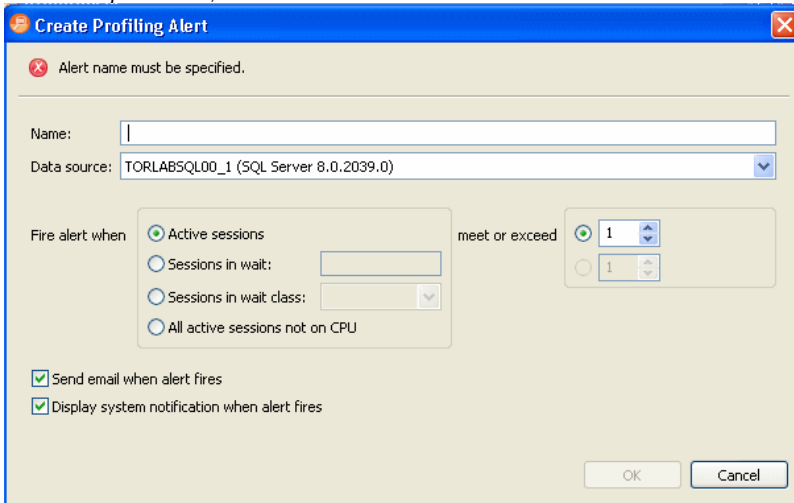 Create Profiling Alert
Alert name must be specified.
Name:
Data source: TORLABSQL00_1 (SQL Server 8.0.2039.0)
Fire alert when
Active sessions
meet or exceed
1
Sessions in wait:
1
Sessions in wait class:
All active sessions not on CPU
Send email when alert fires
Display system notification when alert fires
OK
Cancel